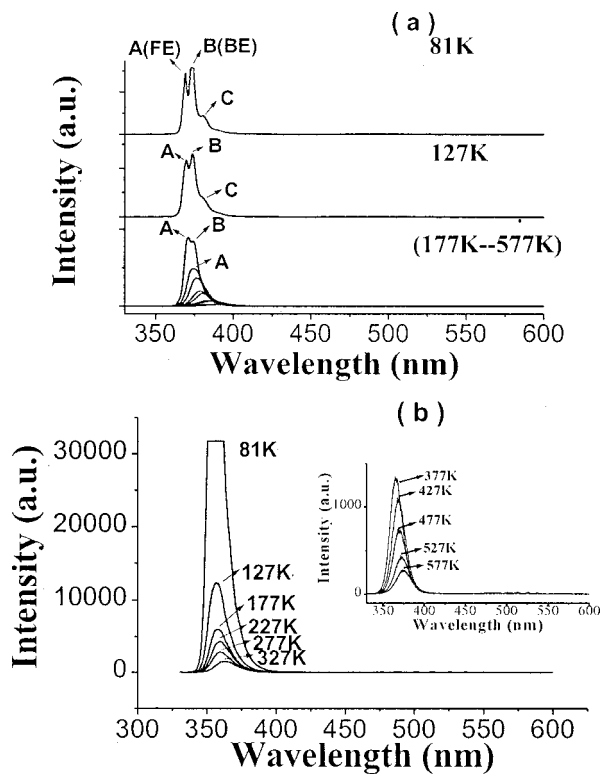 ( a )
A(FE)
B(BE)
C
81K
A
B
C
127K
A
B
A
(177K--577K)
Intensity (a.u.)
350 400 450 500 550 600
Wavelength (nm)
( b )
30000
20000
10000
0
Intensity (a.u.)
81K
127K
177K
227K
277K
327K
300 350 400 450 500 550 600
Wavelength (nm)
1000
0
Intensity (a.u.)
377K
427K
477K
527K
577K
350 400 450 500 550 600
Wavelength (nm)